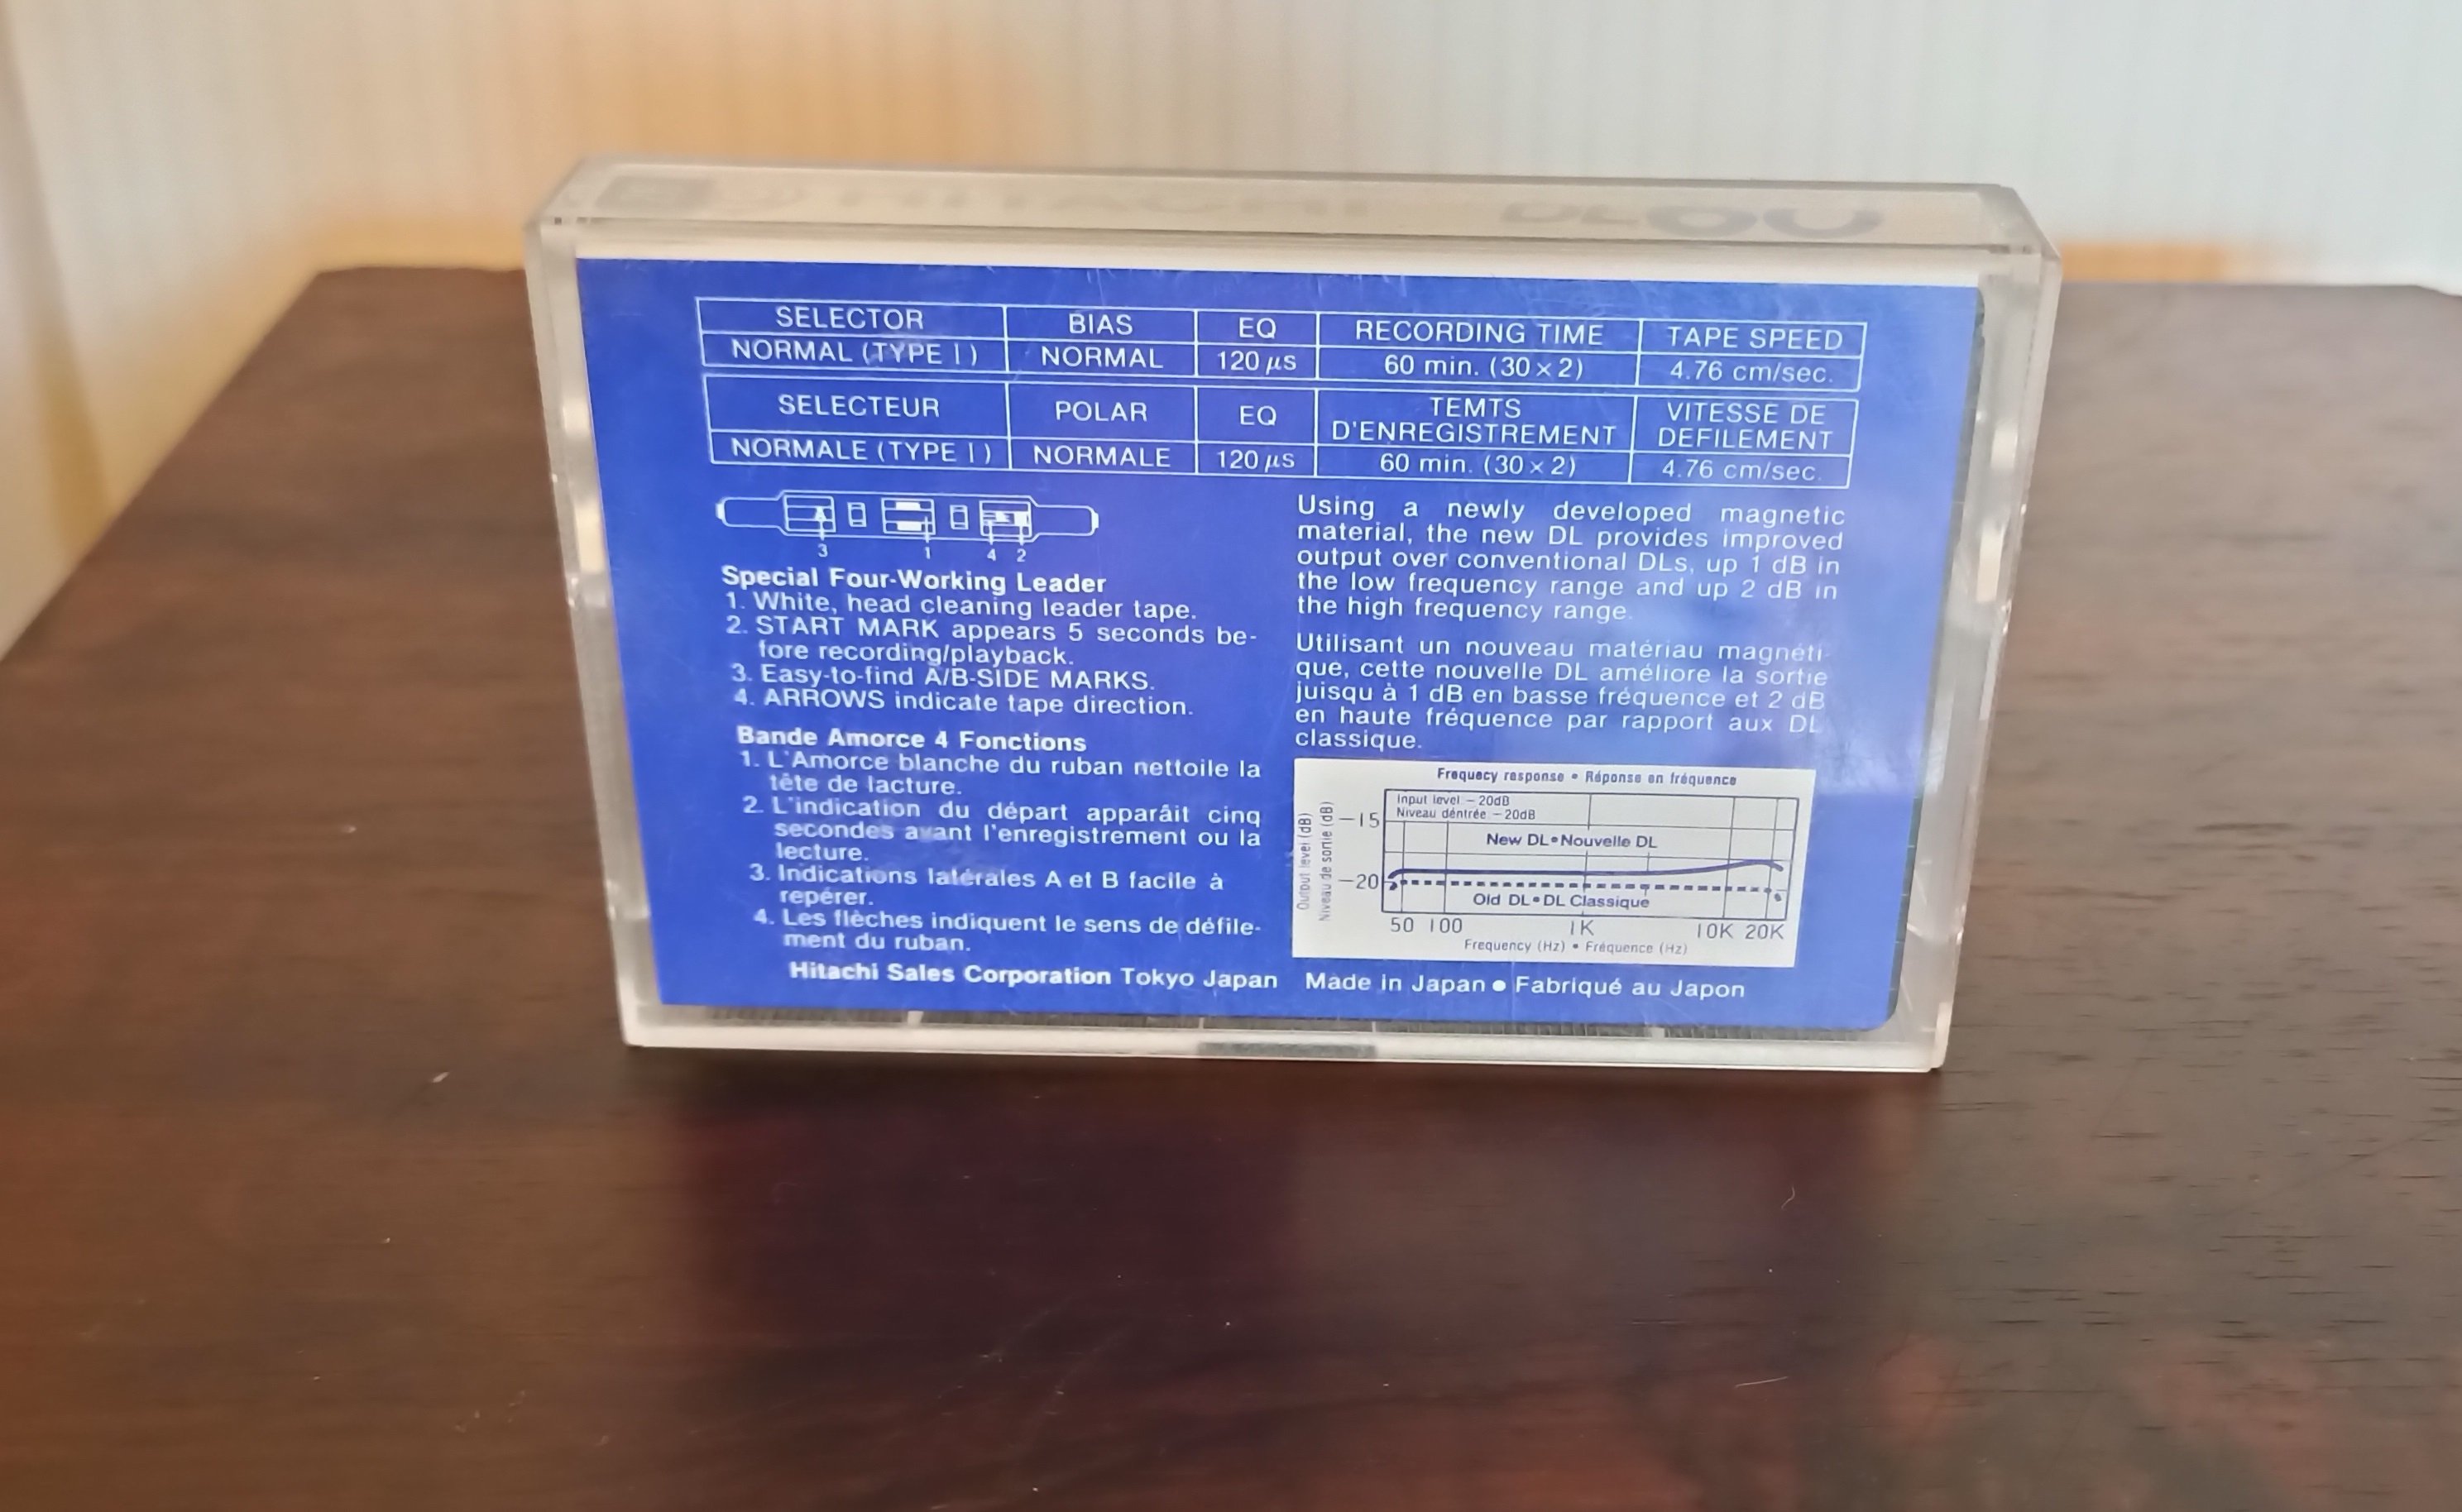 HITACHI
SELECTOR BIAS EQ RECORDING TIME TAPE SPEED
NORMAL (TYPE I) NORMAL 120 μs 60 min. (30 × 2) 4.76 cm/sec.
SELECTEUR POLAR EQ TEMTS D'ENREGISTREMENT VITESSE DE DEFILEMENT
NORMALE (TYPE I) NORMALE 120 μs 60 min. (30 × 2) 4.76 cm/sec.
3 1 4 2
Special Four-Working Leader
1. White, head cleaning leader tape.
2. START MARK appears 5 seconds be-
fore recording/playback.
3. Easy-to-find A/B-SIDE MARKS.
4. ARROWS indicate tape direction.
Bande Amorce 4 Fonctions
1. L'Amorce blanche du ruban nettoile la
tête de lacture.
2. L'indication du départ apparâit cinq
secondes avant l'enregistrement ou la
lecture.
3. Indications latérales A et B facile à
repérer.
4. Les flèches indiquent le sens de défile-
ment du ruban.
Using a newly developed magnetic
material, the new DL provides improved
output over conventional DLs, up 1 dB in
the low frequency range and up 2 dB in
the high frequency range.
Utilisant un nouveau matériau magnéti-
que, cette nouvelle DL améliore la sortie
juisqu à 1 dB en basse fréquence et 2 dB
en haute fréquence par rapport aux DL
classique.
Frequecy response • Réponse en fréquence
Output level (dB)
Niveau de sortie (dB)
Input level – 20dB
Niveau déntrée – 20dB
–15
New DL • Nouvelle DL
–20
Old DL • DL Classique
50 100 1K 10K 20K
Frequency (Hz) • Fréquence (Hz)
Hitachi Sales Corporation Tokyo Japan Made in Japan ● Fabriqué au Japon